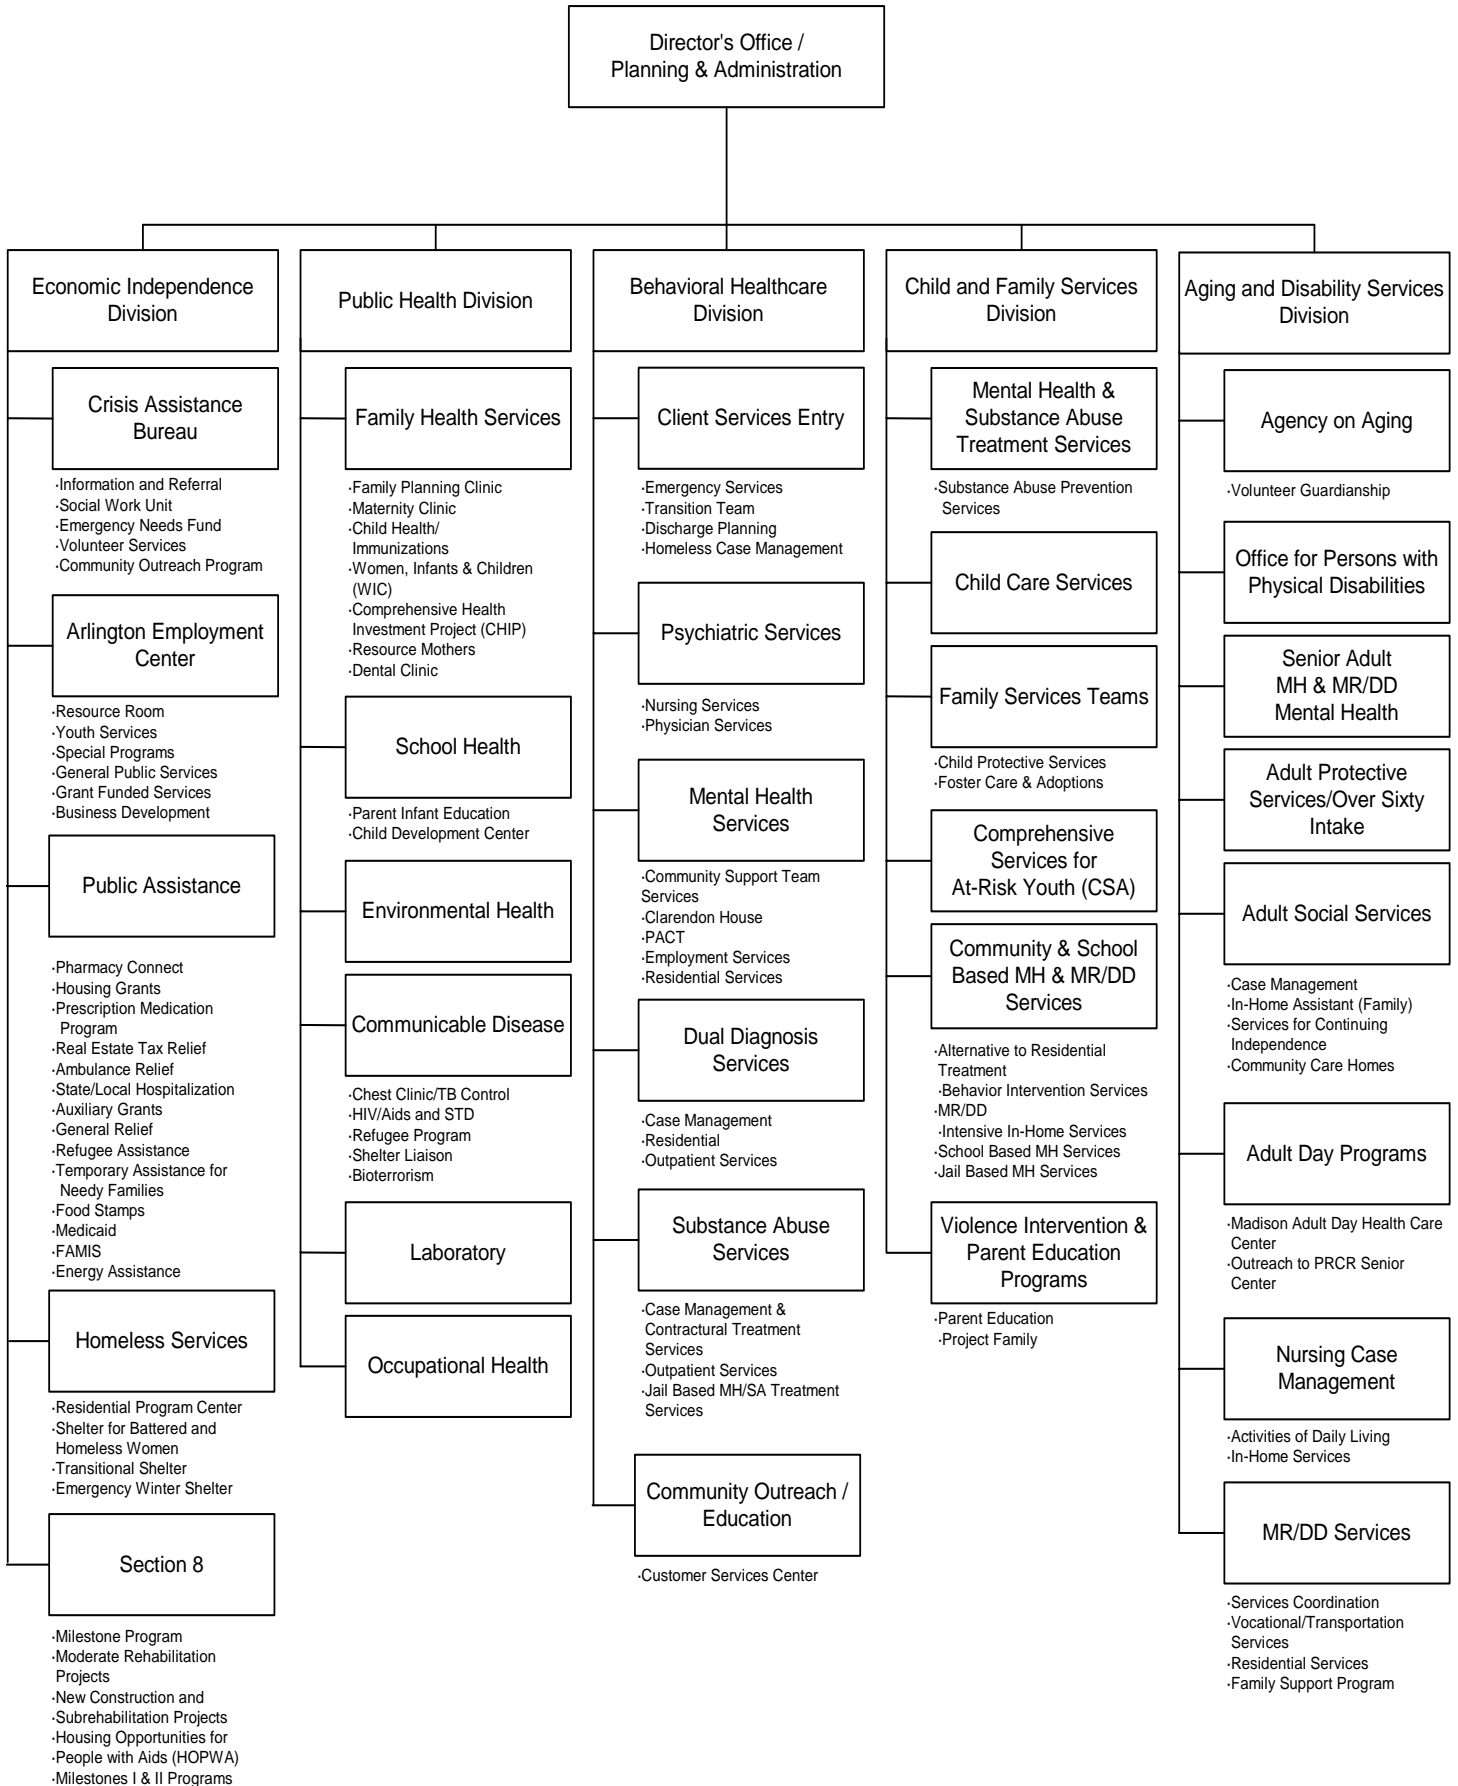 Director's Office /
Planning & Administration
Economic Independence
Division
Crisis Assistance
Bureau
·Information and Referral
·Social Work Unit
·Emergency Needs Fund
·Volunteer Services
·Community Outreach Program
Arlington Employment
Center
·Resource Room
·Youth Services
·Special Programs
·General Public Services
·Grant Funded Services
·Business Development
Public Assistance
·Pharmacy Connect
·Housing Grants
·Prescription Medication
Program
·Real Estate Tax Relief
·Ambulance Relief
·State/Local Hospitalization
·Auxiliary Grants
·General Relief
·Refugee Assistance
·Temporary Assistance for
Needy Families
·Food Stamps
·Medicaid
·FAMIS
·Energy Assistance
Homeless Services
·Residential Program Center
·Shelter for Battered and
Homeless Women
·Transitional Shelter
·Emergency Winter Shelter
Section 8
·Milestone Program
·Moderate Rehabilitation
Projects
·New Construction and
Subrehabilitation Projects
·Housing Opportunities for
People with Aids (HOPWA)
·Milestones I & II Programs
Public Health Division
Family Health Services
·Family Planning Clinic
·Maternity Clinic
·Child Health/
Immunizations
·Women, Infants & Children
(WIC)
·Comprehensive Health
Investment Project (CHIP)
·Resource Mothers
·Dental Clinic
School Health
·Parent Infant Education
·Child Development Center
Environmental Health
Communicable Disease
·Chest Clinic/TB Control
·HIV/Aids and STD
·Refugee Program
·Shelter Liaison
·Bioterrorism
Laboratory
Occupational Health
Behavioral Healthcare
Division
Client Services Entry
·Emergency Services
·Transition Team
·Discharge Planning
·Homeless Case Management
Psychiatric Services
·Nursing Services
·Physician Services
Mental Health
Services
·Community Support Team
Services
·Clarendon House
·PACT
·Employment Services
·Residential Services
Dual Diagnosis
Services
·Case Management
·Residential
·Outpatient Services
Substance Abuse
Services
·Case Management &
Contractural Treatment
Services
·Outpatient Services
·Jail Based MH/SA Treatment
Services
Community Outreach /
Education
·Customer Services Center
Child and Family Services
Division
Mental Health &
Substance Abuse
Treatment Services
·Substance Abuse Prevention
Services
Child Care Services
Family Services Teams
·Child Protective Services
·Foster Care & Adoptions
Comprehensive
Services for
At-Risk Youth (CSA)
Community & School
Based MH & MR/DD
Services
·Alternative to Residential
Treatment
·Behavior Intervention Services
·MR/DD
·Intensive In-Home Services
·School Based MH Services
·Jail Based MH Services
Violence Intervention &
Parent Education
Programs
·Parent Education
·Project Family
Aging and Disability Services
Division
Agency on Aging
·Volunteer Guardianship
Office for Persons with
Physical Disabilities
Senior Adult
MH & MR/DD
Mental Health
Adult Protective
Services/Over Sixty
Intake
Adult Social Services
·Case Management
·In-Home Assistant (Family)
·Services for Continuing
Independence
·Community Care Homes
Adult Day Programs
·Madison Adult Day Health Care
Center
·Outreach to PRCR Senior
Center
Nursing Case
Management
·Activities of Daily Living
·In-Home Services
MR/DD Services
·Services Coordination
·Vocational/Transportation
Services
·Residential Services
·Family Support Program